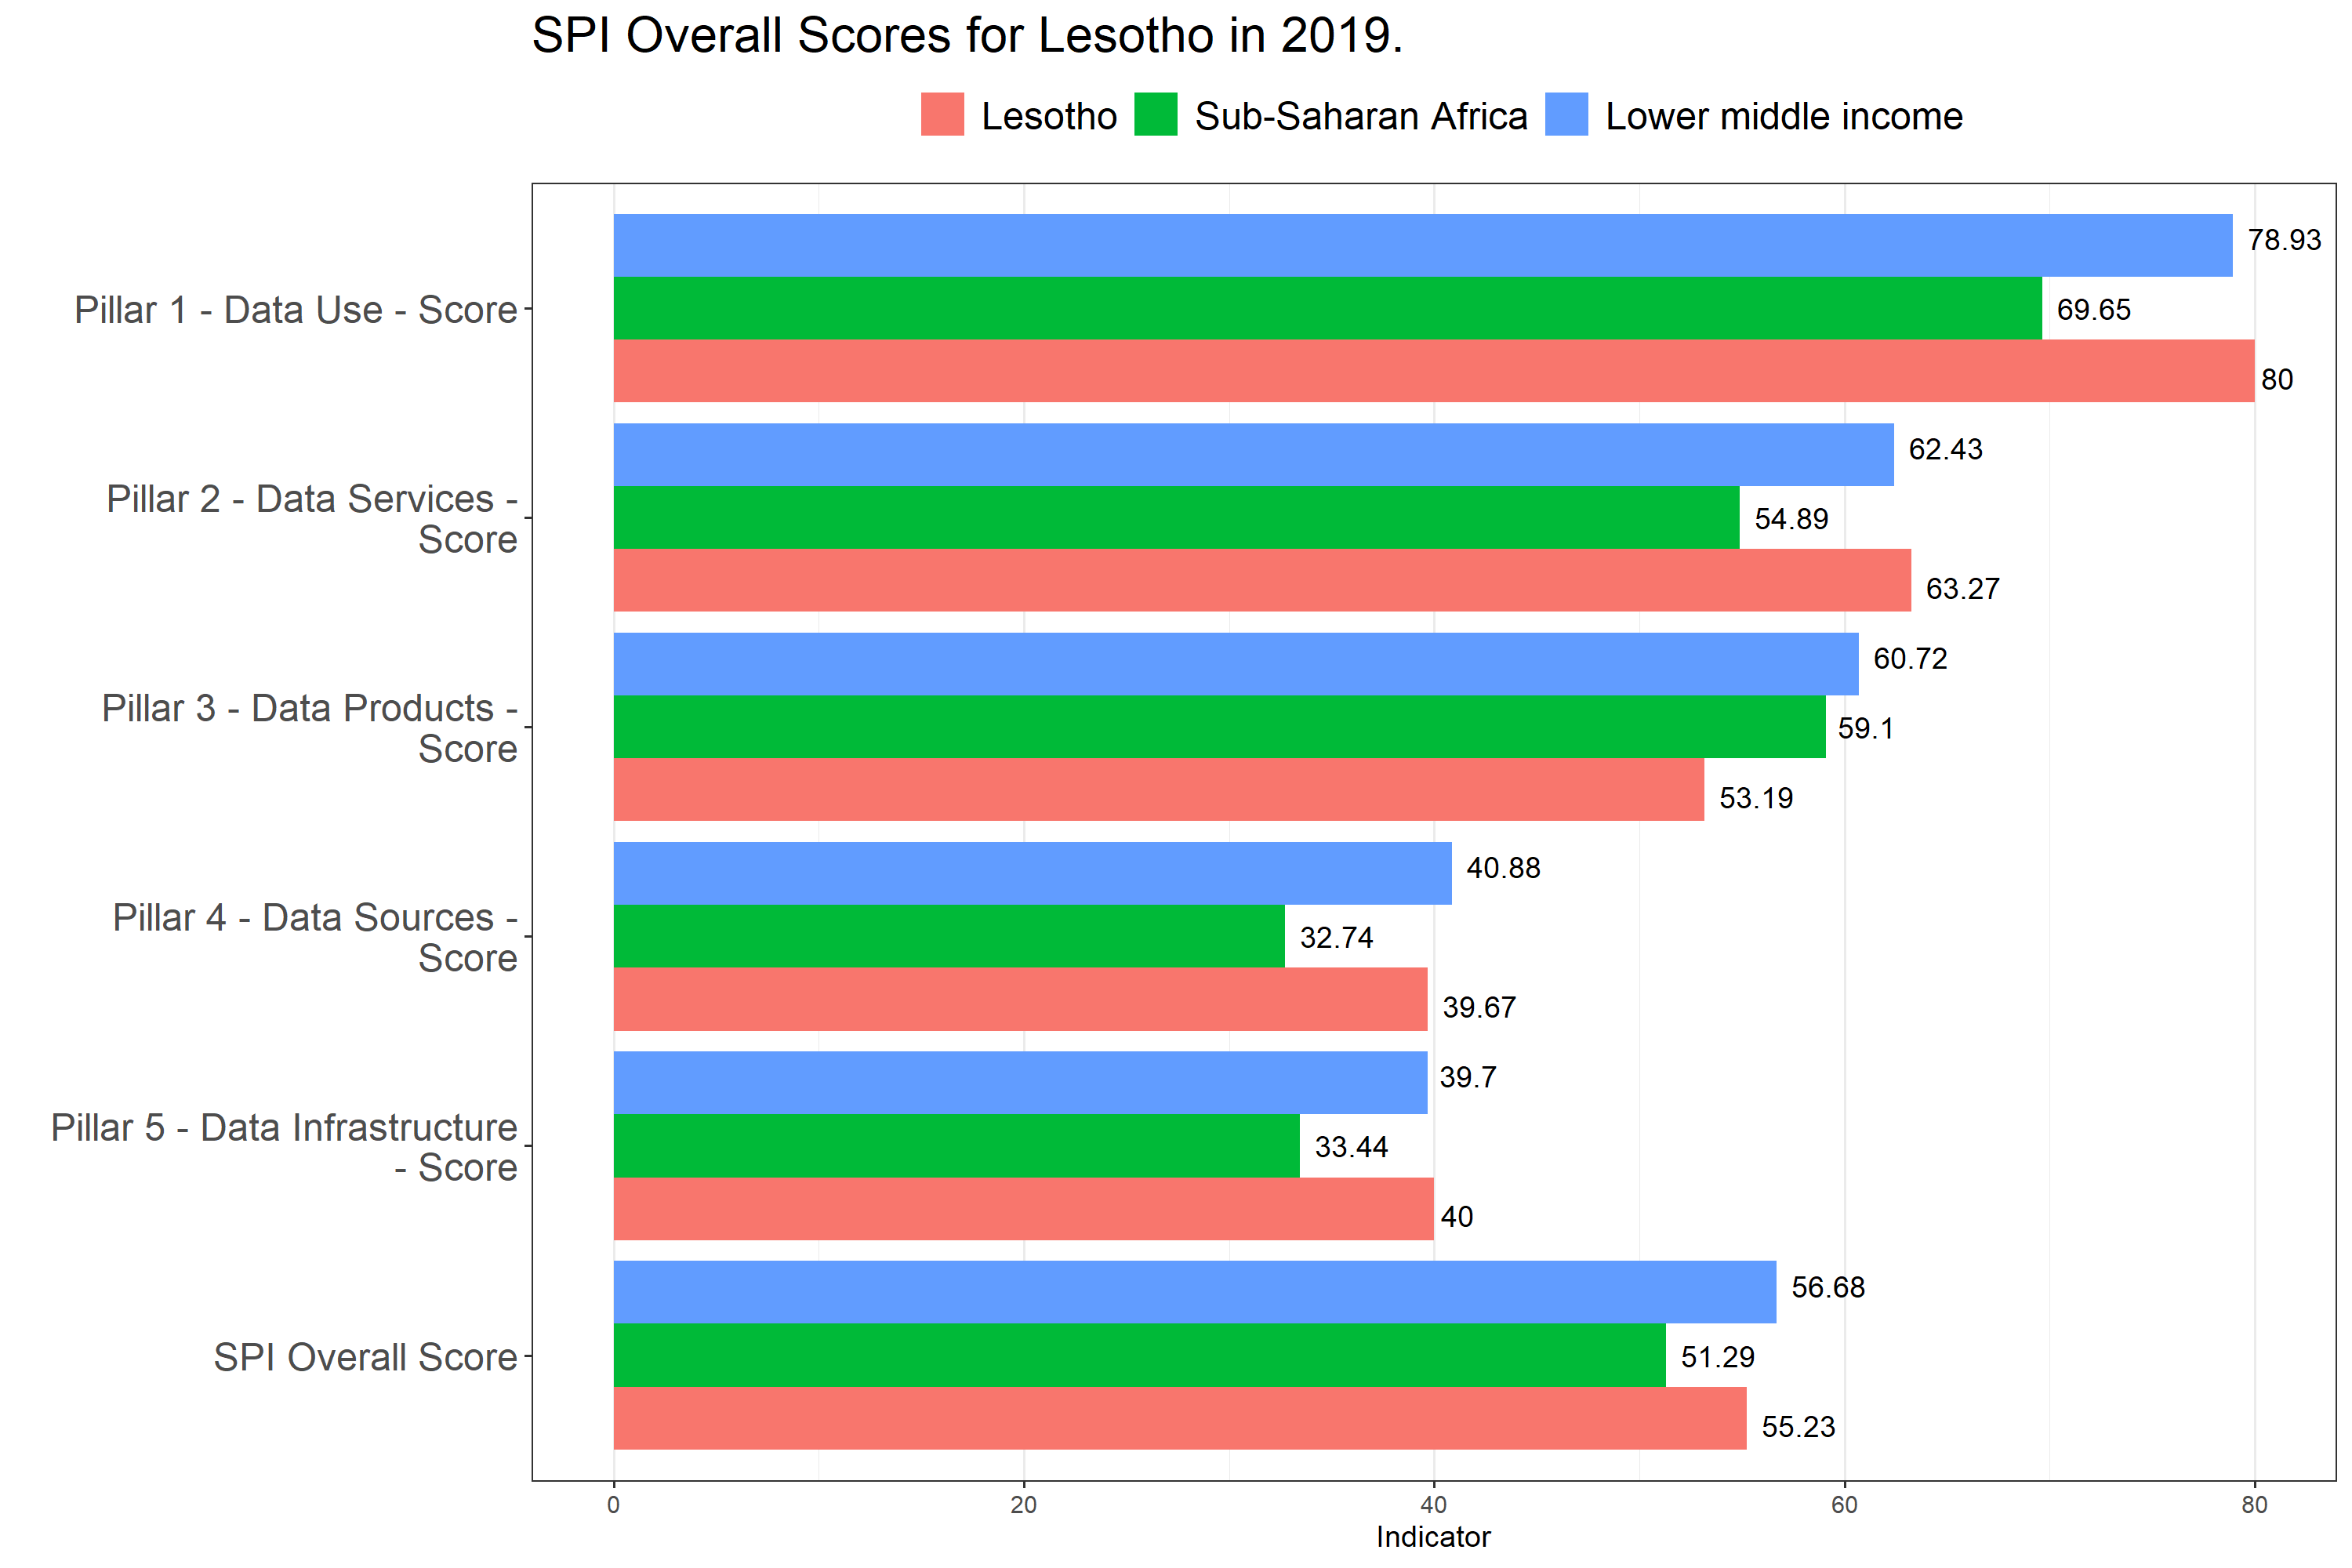 SPI Overall Scores for Lesotho in 2019.
Lesotho Sub-Saharan Africa Lower middle income
78.93
Pillar 1 - Data Use - Score
69.65
80
62.43
Pillar 2 - Data Services -
Score
54.89
63.27
60.72
Pillar 3 - Data Products -
Score
59.1
53.19
40.88
Pillar 4 - Data Sources -
Score
32.74
39.67
39.7
Pillar 5 - Data Infrastructure
- Score
33.44
40
56.68
SPI Overall Score
51.29
55.23
0 20 40 60 80
Indicator